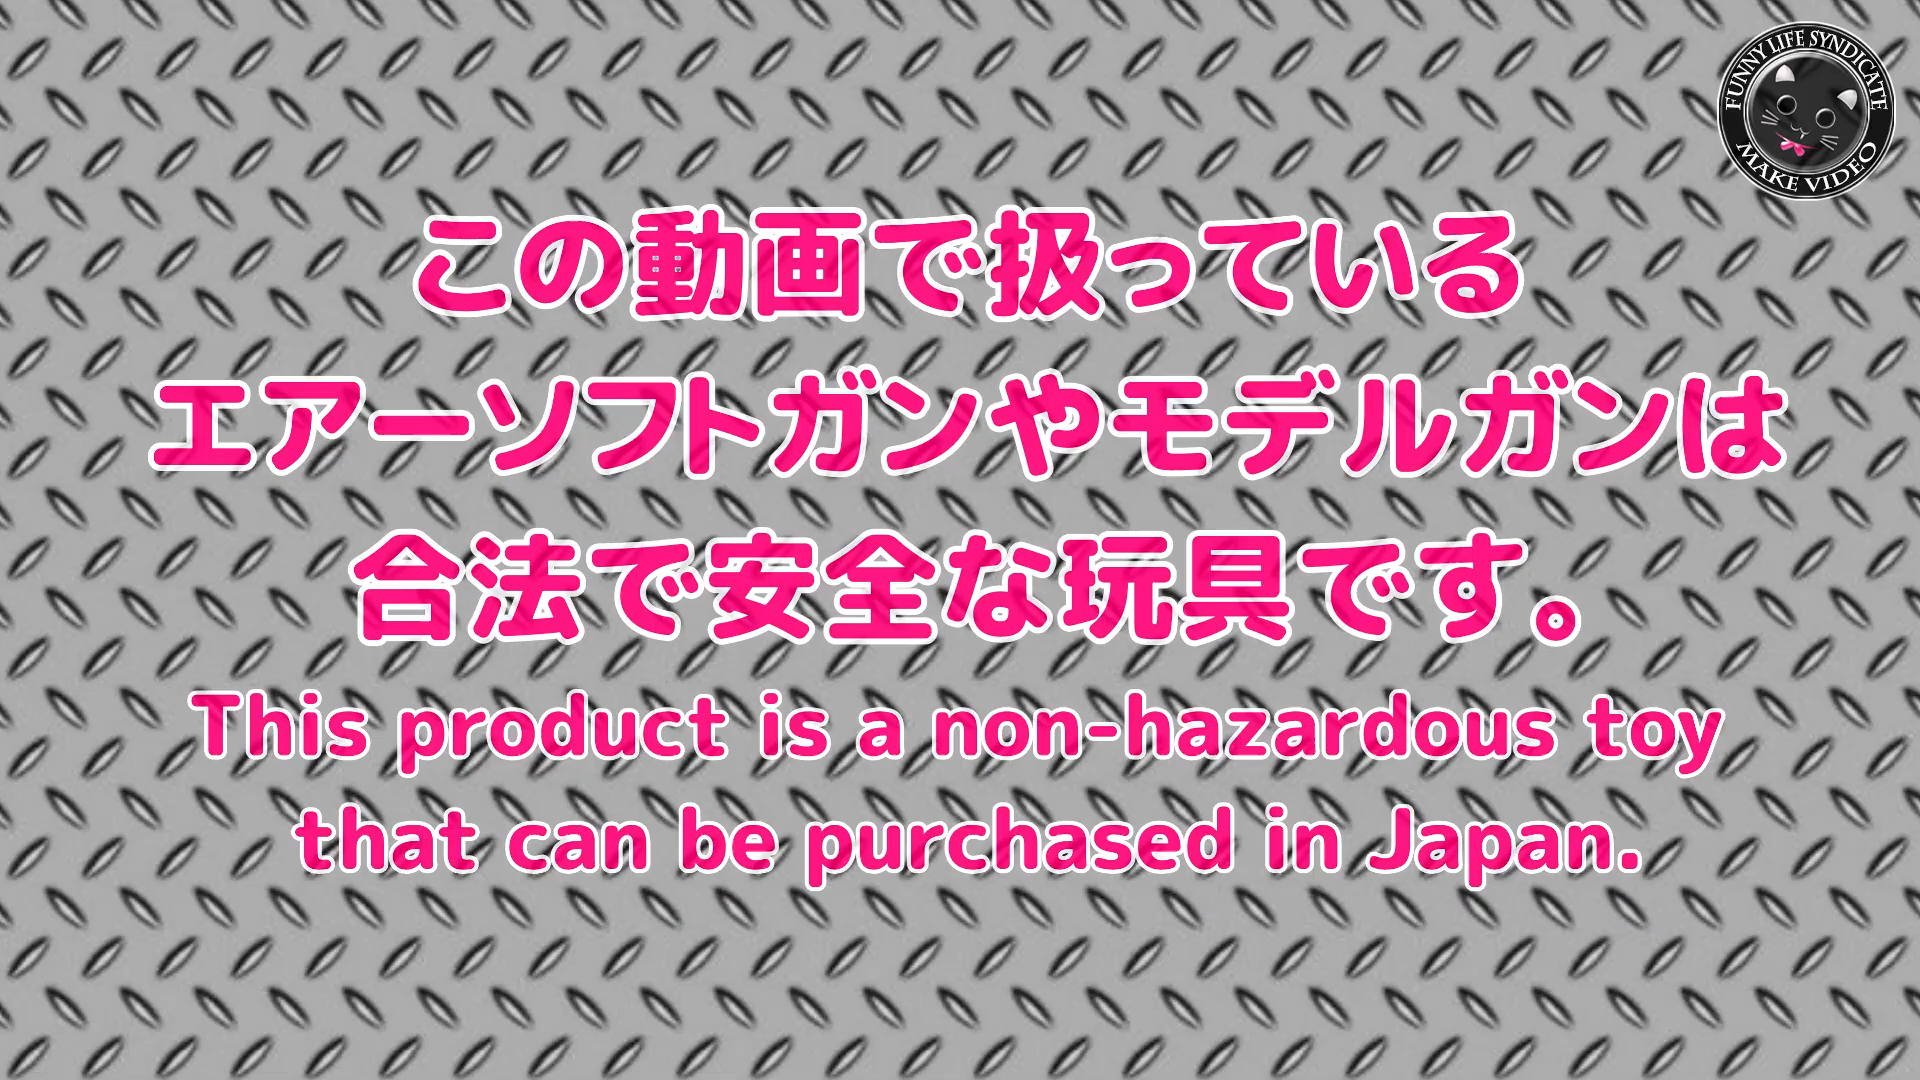 FUNNY LIFE SYNDICATE
MAKE VIDEO
この動画で扱っている
エアーソフトガンやモデルガンは
合法で安全な玩具です。
This product is a non-hazardous toy
that can be purchased in Japan.